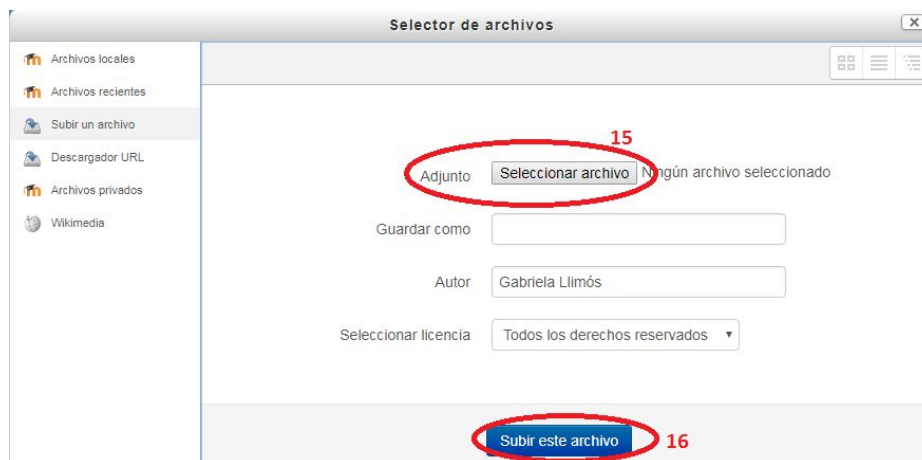 Selector de archivos
x
Archivos locales
Archivos recientes
Subir un archivo
Descargador URL
Archivos privados
Wikimedia
15
Adjunto Seleccionar archivo Ningún archivo seleccionado
Guardar como
Autor Gabriela Llimós
Seleccionar licencia Todos los derechos reservados
Subir este archivo 16